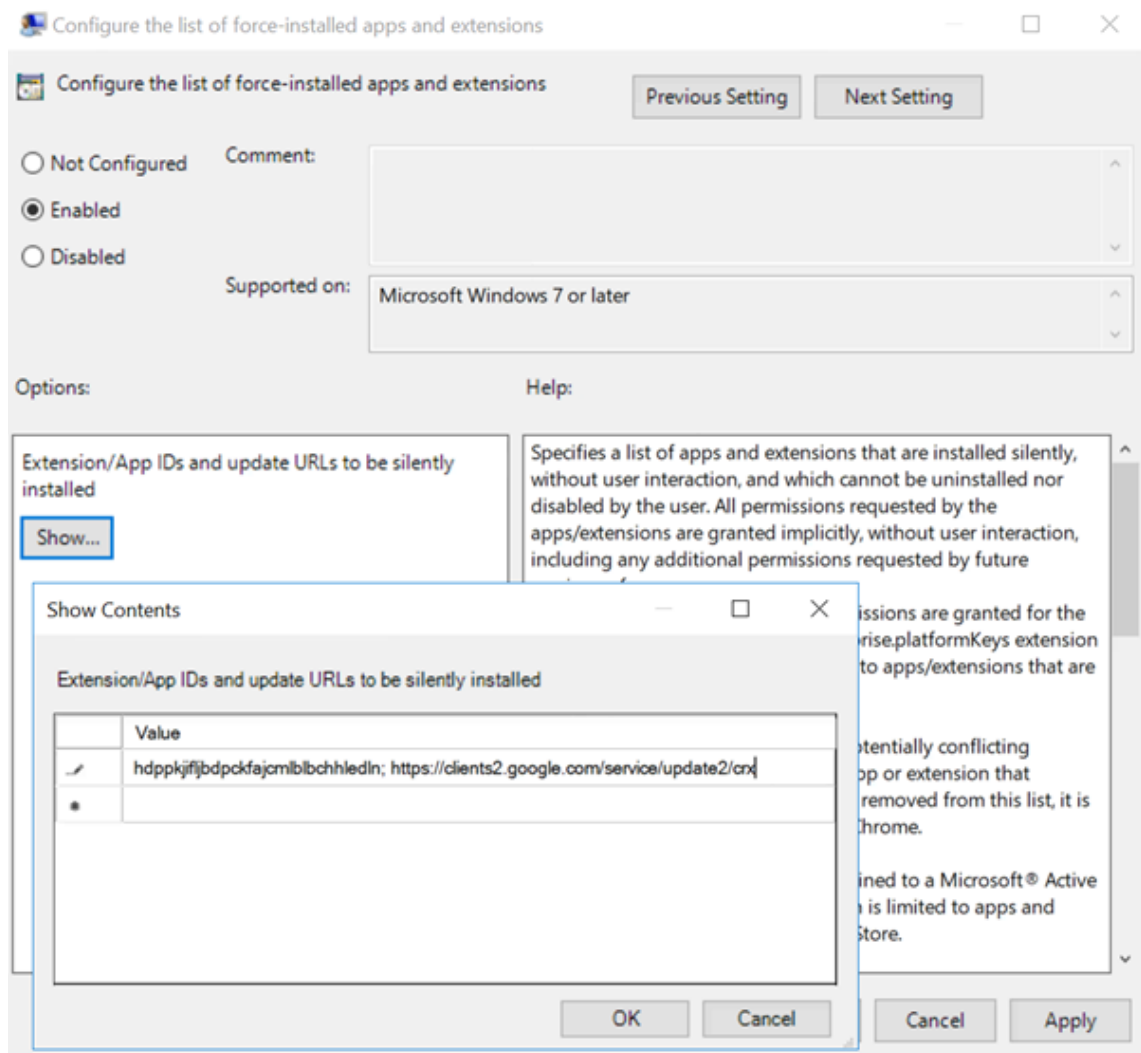 Configure the list of force-installed apps and extensions
Configure the list of force-installed apps and extensions
Previous Setting
Next Setting
Not Configured
Comment:
Enabled
Disabled
Supported on:
Microsoft Windows 7 or later
Options:
Help:
Extension/App IDs and update URLs to be silently
installed
Show...
Specifies a list of apps and extensions that are installed silently,
without user interaction, and which cannot be uninstalled nor
disabled by the user. All permissions requested by the
apps/extensions are granted implicitly, without user interaction,
including any additional permissions requested by future
issions are granted for the
rise.platformKeys extension
to apps/extensions that are
tentially conflicting
or extension that
removed from this list, it is
Chrome.
ined to a Microsoft® Active
is limited to apps and
Store.
Show Contents
Extension/App IDs and update URLs to be silently installed
Value
hdppkjifljbdpckfajcmlblbchhledln; https://clients2.google.com/service/update2/crx
OK
Cancel
Cancel
Apply